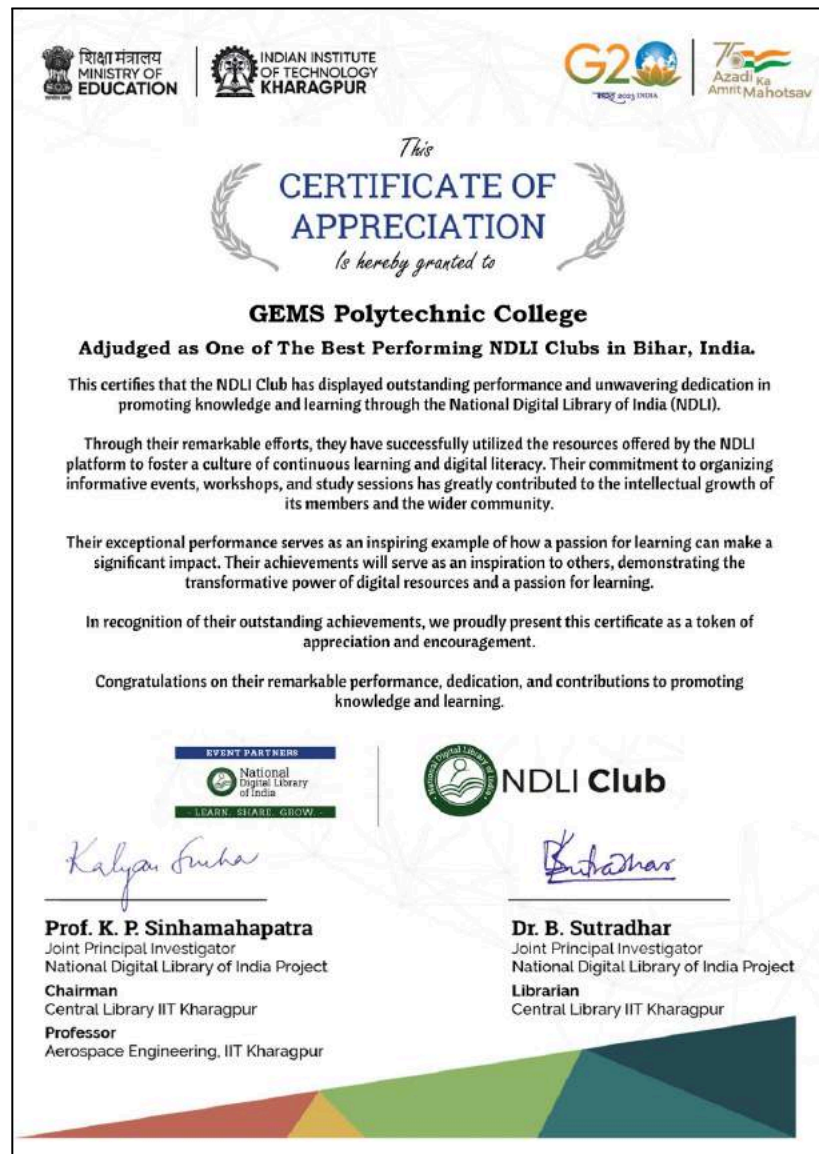 शिक्षा मंत्रालय
MINISTRY OF
EDUCATION
INDIAN INSTITUTE
OF TECHNOLOGY
KHARAGPUR
G20
भारत 2023 INDIA
75
Azadi Ka
Amrit Mahotsav
This
CERTIFICATE OF
APPRECIATION
Is hereby granted to
GEMS Polytechnic College
Adjudged as One of The Best Performing NDLI Clubs in Bihar, India.
This certifies that the NDLI Club has displayed outstanding performance and unwavering dedication in
promoting knowledge and learning through the National Digital Library of India (NDLI).
Through their remarkable efforts, they have successfully utilized the resources offered by the NDLI
platform to foster a culture of continuous learning and digital literacy. Their commitment to organizing
informative events, workshops, and study sessions has greatly contributed to the intellectual growth of
its members and the wider community.
Their exceptional performance serves as an inspiring example of how a passion for learning can make a
significant impact. Their achievements will serve as an inspiration to others, demonstrating the
transformative power of digital resources and a passion for learning.
In recognition of their outstanding achievements, we proudly present this certificate as a token of
appreciation and encouragement.
Congratulations on their remarkable performance, dedication, and contributions to promoting
knowledge and learning.
EVENT PARTNERS
National
Digital Library
of India
- LEARN. SHARE. GROW. -
National Digital Library of India
NDLI Club
Kalyan Sinha
BSutradhar
Prof. K. P. Sinhamahapatra
Joint Principal Investigator
National Digital Library of India Project
Chairman
Central Library IIT Kharagpur
Professor
Aerospace Engineering, IIT Kharagpur
Dr. B. Sutradhar
Joint Principal Investigator
National Digital Library of India Project
Librarian
Central Library IIT Kharagpur